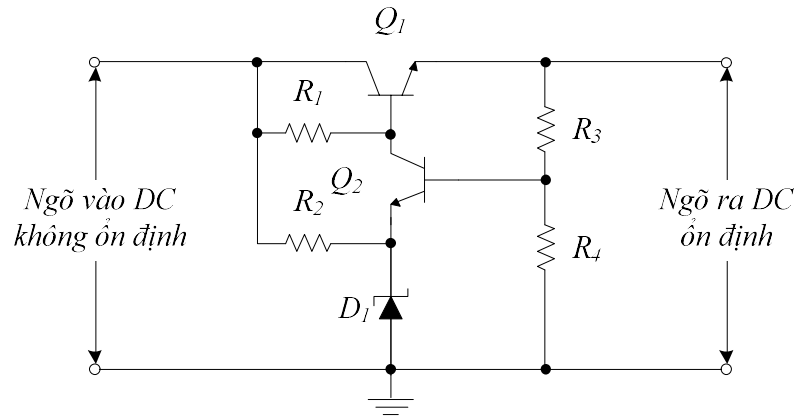 Q1
R1
R3
Q2
R2
Ngõ vào DC
không ổn định
Ngõ ra DC
ổn định
R4
D1